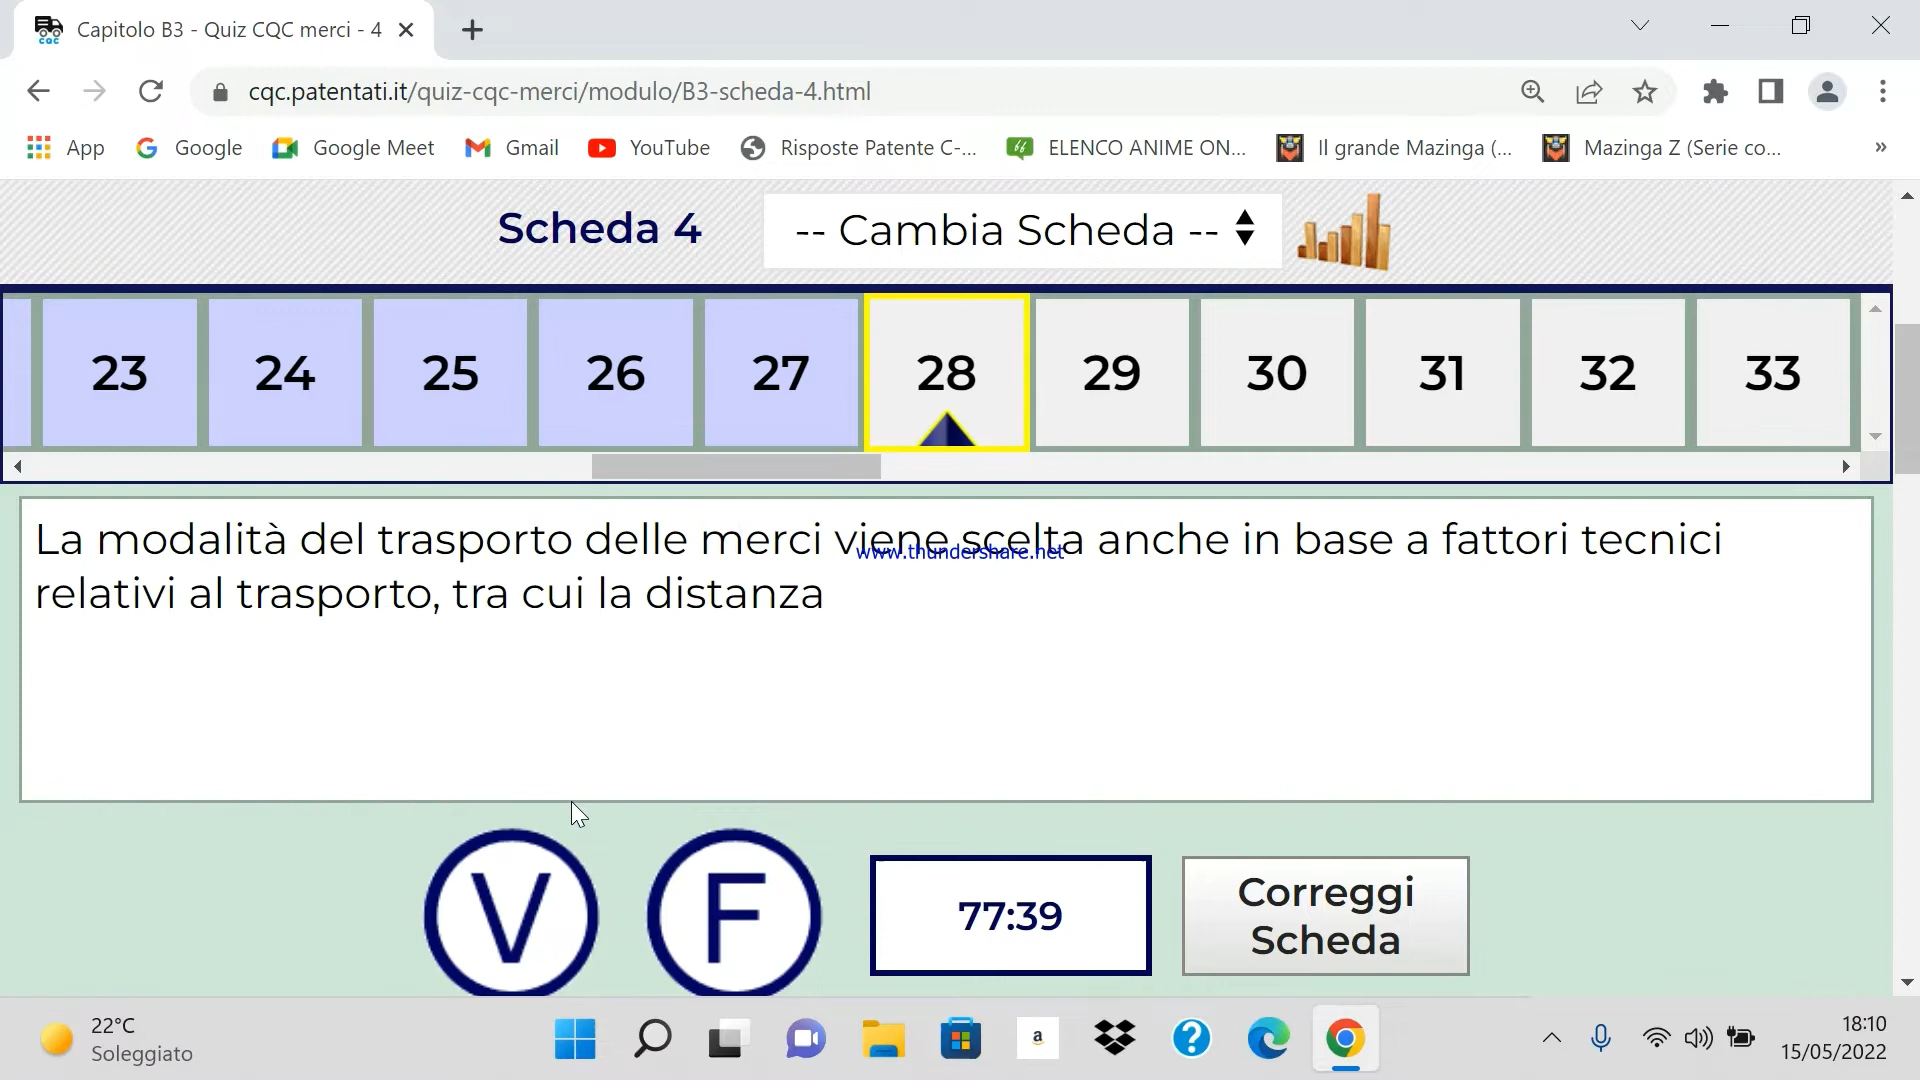 Capitolo B3 - Quiz CQC merci - 4
cqc.patentati.it/quiz-cqc-merci/modulo/B3-scheda-4.html
App Google Google Meet Gmail YouTube Risposte Patente C-... ELENCO ANIME ON... Il grande Mazinga (... Mazinga Z (Serie co... »
Scheda 4 -- Cambia Scheda --
23 24 25 26 27 28 29 30 31 32 33
La modalità del trasporto delle merci viene scelta anche in base a fattori tecnici
www.thundershare.net
relativi al trasporto, tra cui la distanza
V F 77:39 Correggi
Scheda
22°C
Soleggiato
18:10
15/05/2022